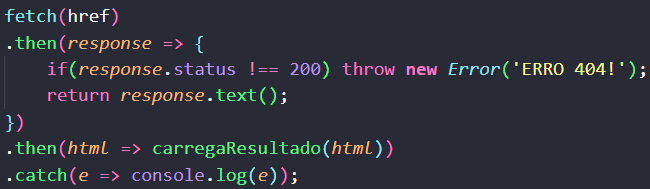 fetch(href)
.then(response => {
    if(response.status !== 200) throw new Error('ERRO 404!');
    return response.text();
})
.then(html => carregaResultado(html))
.catch(e => console.log(e));